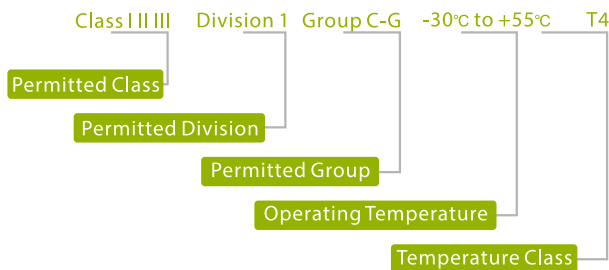 Class I II III Division 1 Group C-G -30℃ to +55℃ T4
Permitted Class
Permitted Division
Permitted Group
Operating Temperature
Temperature Class